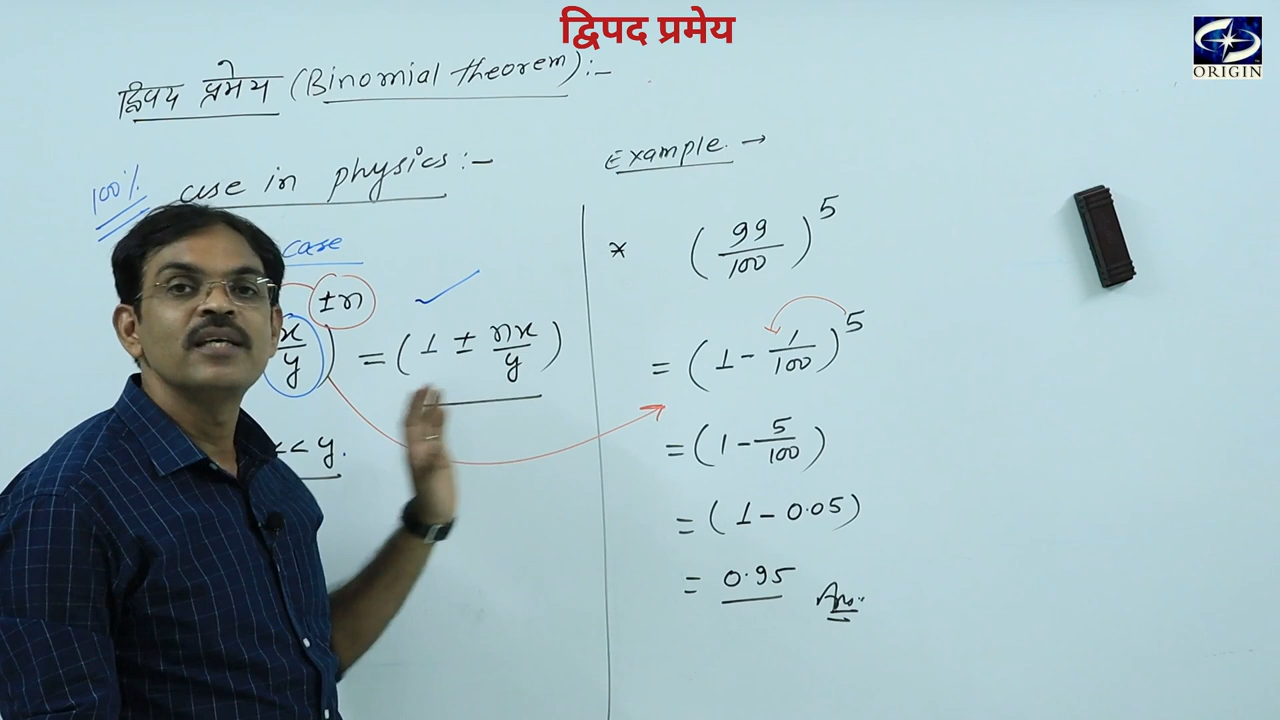 द्विपद प्रमेय
ORIGIN
द्विपद प्रमेय (Binomial theorem):-
100%
use in physics:-
case
x/y) ±n = (1 ± nx/y)
<< y.
Example →
* (99/100)^5
= (1 - 1/100)^5
= (1 - 5/100)
= (1 - 0.05)
= 0.95 Ans.